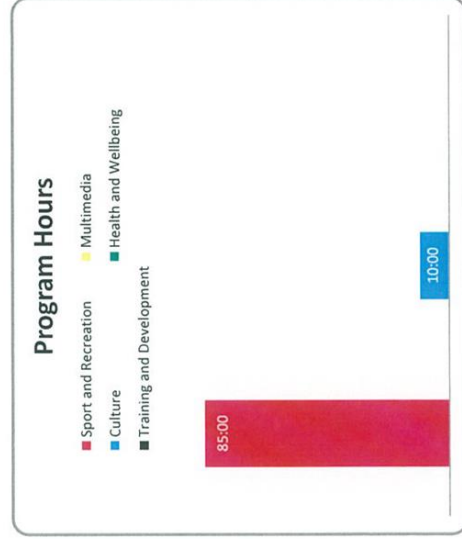 Program Hours
Sport and Recreation
Multimedia
Culture
Health and Wellbeing
Training and Development
85:00
10:00